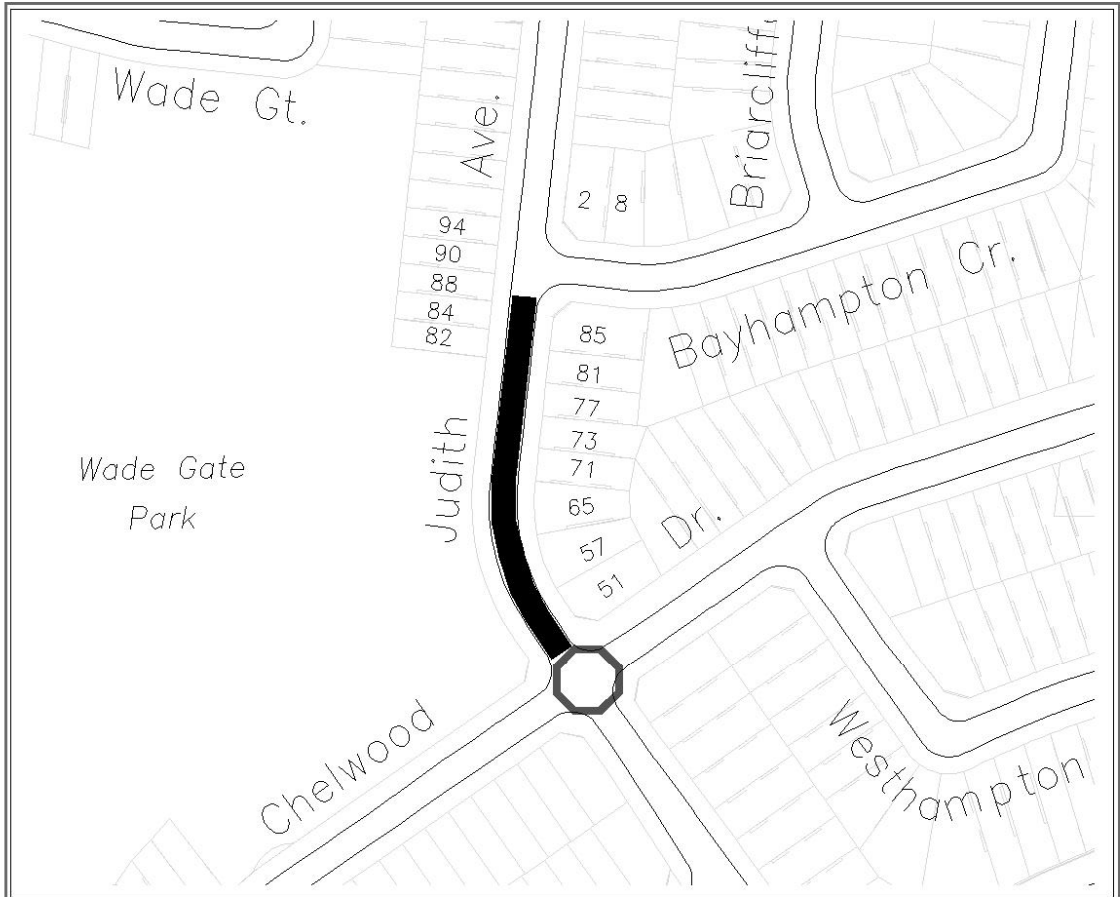 Wade Gt.
Ave.
Briarcliff
2 8
94
90
88
84
82
Bayhampton Cr.
85
81
77
73
71
65
57
51
Judith
Wade Gate
Park
Dr.
Chelwood
Westhampton